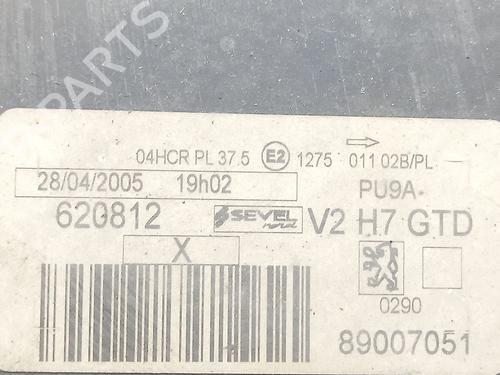 PARTS
04HCR PL 37.5 E2 1275 011 02B/PL
28/04/2005 19h02 PU9A
620812 SEVEL nord V2 H7 GTD
X
0290
89007051